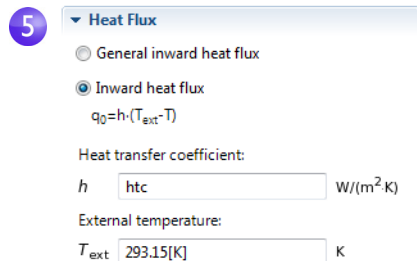 5
Heat Flux
General inward heat flux
Inward heat flux
q₀=h·(Tₑₓₜ-T)
Heat transfer coefficient:
h htc W/(m²·K)
External temperature:
Tₑₓₜ 293.15[K] K